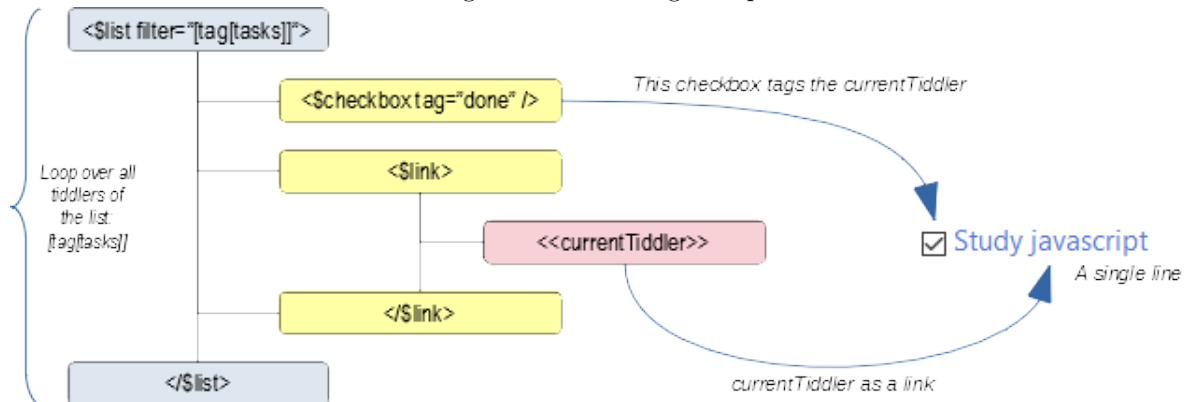 <$list filter="[tag[tasks]]">
This checkbox tags the currentTiddler
<$checkbox tag="done" />
Loop over all
tiddlers of
the list:
[tag[tasks]]
<$link>
<<currentTiddler>>
Study javascript
A single line
</$link>
</$list>
currentTiddler as a link